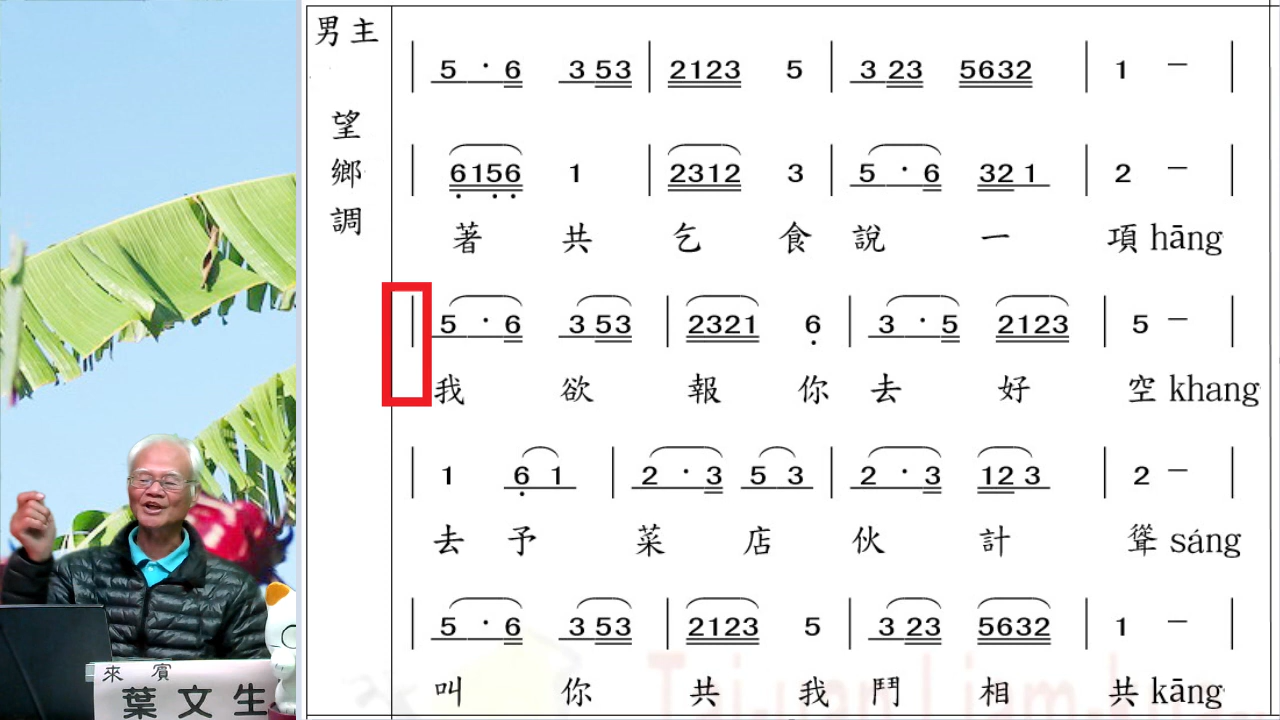 男主
望鄉調
| 5 · 6 3 53 | 2123 5 | 3 23 5632 | 1 — |
| 6156 1 | 2312 3 | 5 · 6 32 1 | 2 — |
著 共 乞 食 說 一 項 hāng
| 5 · 6 3 53 | 2321 6 | 3 · 5 2123 | 5 — |
我 欲 報 你 去 好 空 khang
| 1 6 1 | 2 · 3 5 3 | 2 · 3 12 3 | 2 — |
去 予 菜 店 伙 計 聳 sáng
| 5 · 6 3 53 | 2123 5 | 3 23 5632 | 1 — |
叫 你 共 我 鬥 相 共 kāng
來賓
葉文生